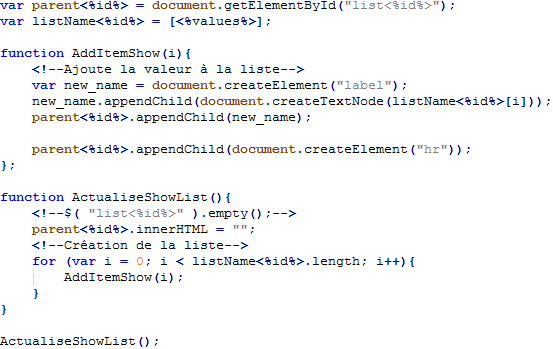 var parent<%id%> = document.getElementById("list<%id%>");
var listName<%id%> = [<%values%>];
function AddItemShow(i){
<!--Ajoute la valeur à la liste-->
var new_name = document.createElement("label");
new_name.appendChild(document.createTextNode(listName<%id%>[i]));
parent<%id%>.appendChild(new_name);
parent<%id%>.appendChild(document.createElement("hr"));
};
function ActualiseShowList(){
<!--$( "list<%id%>" ).empty();-->
parent<%id%>.innerHTML = "";
<!--Création de la liste-->
for (var i = 0; i < listName<%id%>.length; i++){
AddItemShow(i);
}
}
ActualiseShowList();